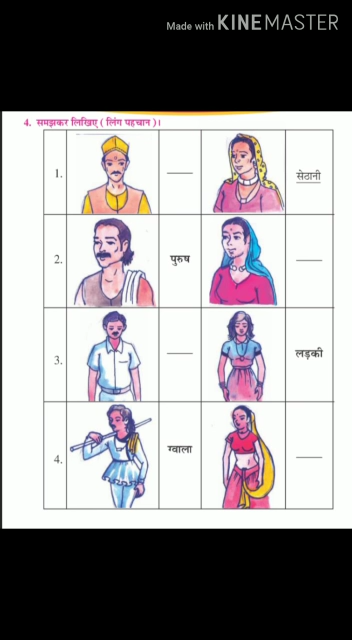 Made with KINEMASTER
4. समझकर लिखिए ( लिंग पहचान )।
1. सेठानी
2. पुरुष
3. लड़की
4. ग्वाला